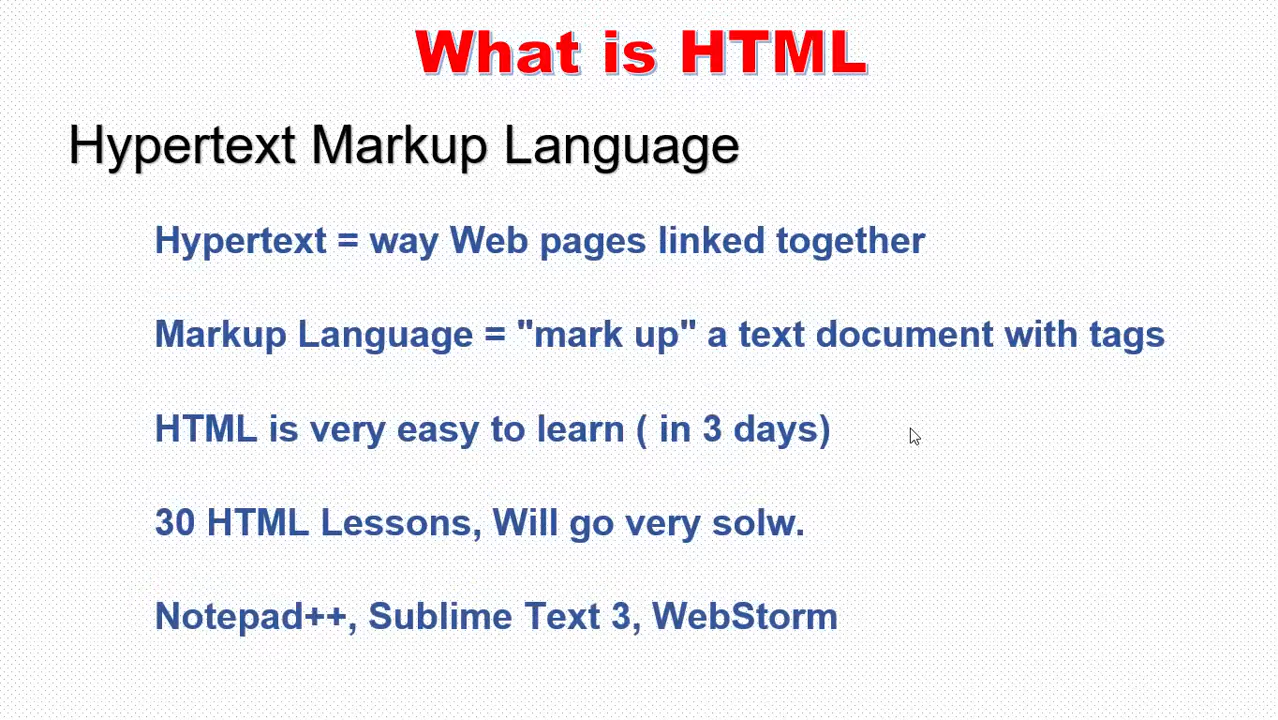 What is HTML
Hypertext Markup Language
Hypertext = way Web pages linked together
Markup Language = "mark up" a text document with tags
HTML is very easy to learn ( in 3 days)
30 HTML Lessons, Will go very solw.
Notepad++, Sublime Text 3, WebStorm